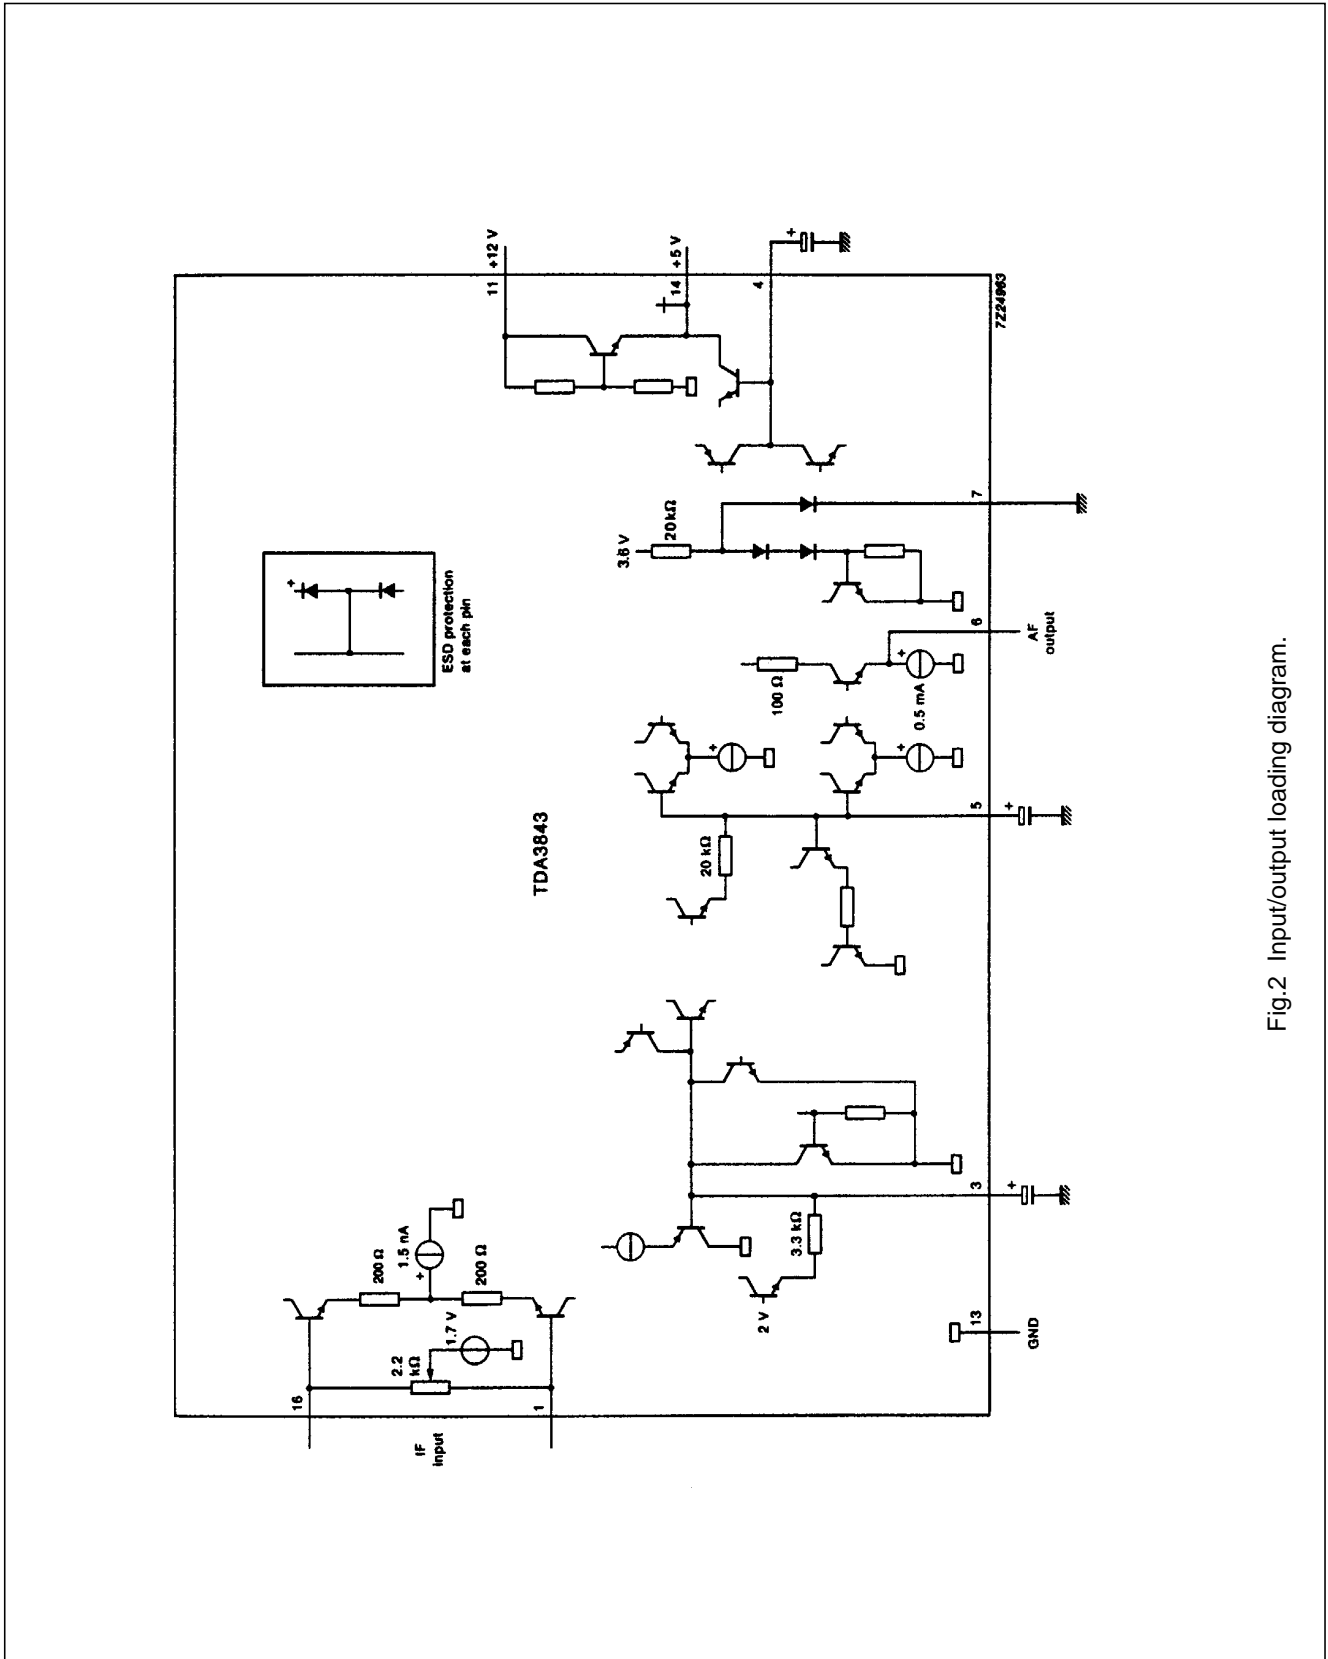 11 +12 V
14 +5 V
4
7Z24963
7
3.6 V
20 kΩ
ESD protection
at each pin
6
AF
output
100 Ω
0.5 mA
5
TDA3843
20 kΩ
3
3.3 kΩ
2 V
200 Ω
1.5 nA
200 Ω
1.7 V
2.2
kΩ
13
GND
16
1
IF
input
Fig.2 Input/output loading diagram.